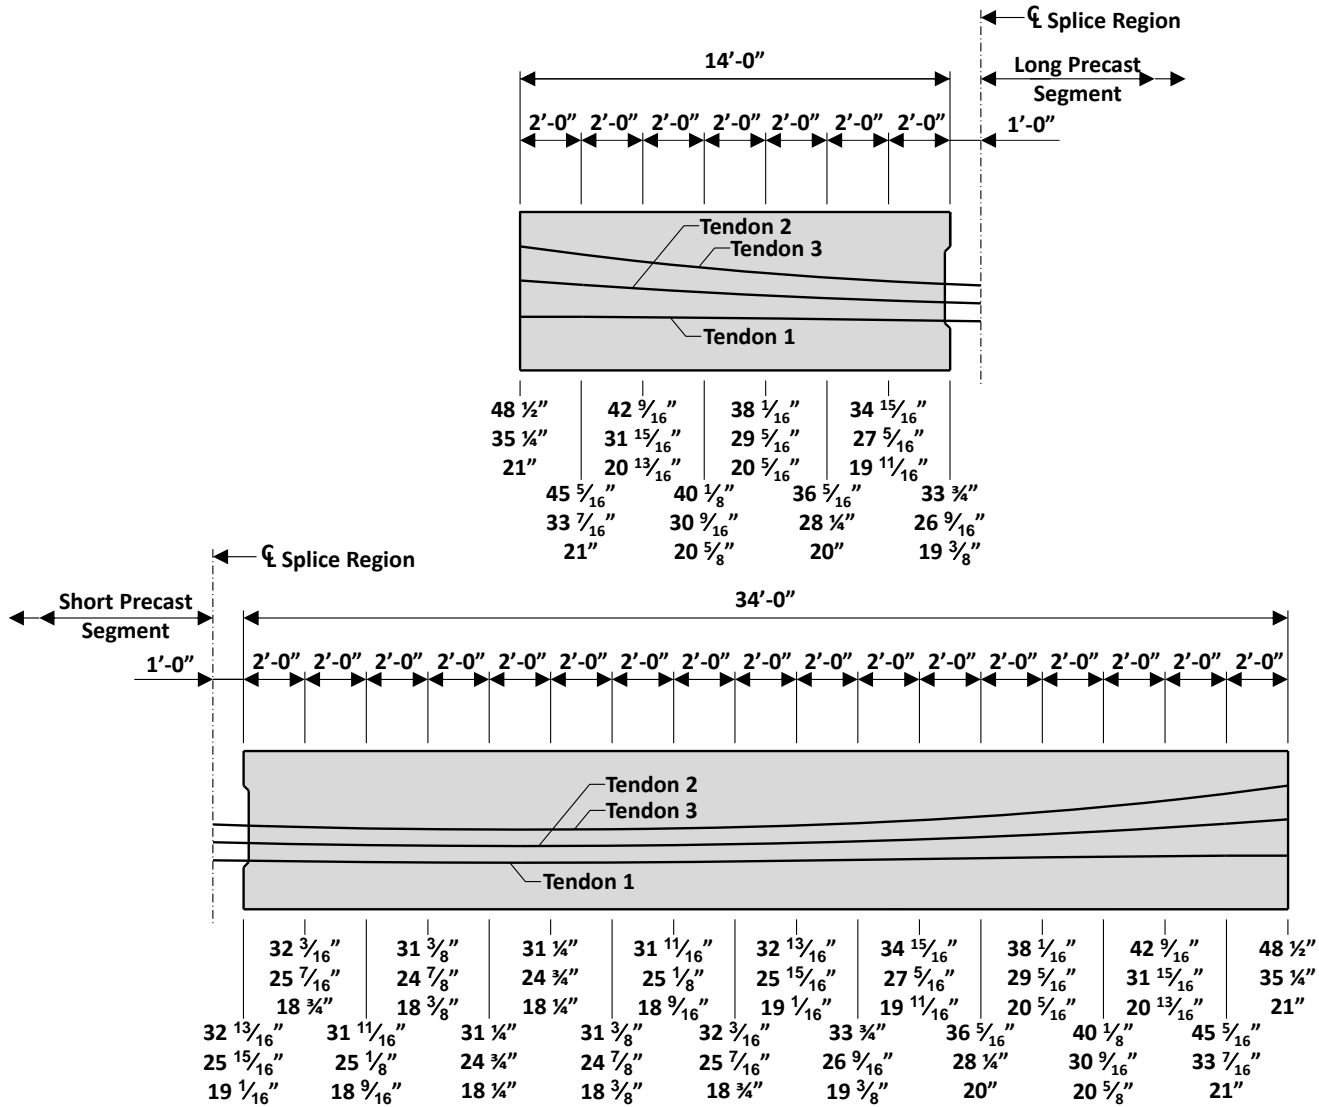 ℄ Splice Region
14’-0”
Long Precast
Segment
2’-0” 2’-0” 2’-0” 2’-0” 2’-0” 2’-0” 2’-0” 1’-0”
Tendon 2
Tendon 3
Tendon 1
48 ½” 42 9/16” 38 1/16” 34 15/16”
35 ¼” 31 15/16” 29 5/16” 27 5/16”
21” 20 13/16” 20 5/16” 19 11/16”
45 5/16” 40 1/8” 36 5/16” 33 ¾”
33 7/16” 30 9/16” 28 ¼” 26 9/16”
21” 20 5/8” 20” 19 3/8”
℄ Splice Region
Short Precast
Segment
34’-0”
1’-0” 2’-0” 2’-0” 2’-0” 2’-0” 2’-0” 2’-0” 2’-0” 2’-0” 2’-0” 2’-0” 2’-0” 2’-0” 2’-0” 2’-0” 2’-0” 2’-0” 2’-0”
Tendon 2
Tendon 3
Tendon 1
32 3/16” 31 3/8” 31 ¼” 31 11/16” 32 13/16” 34 15/16” 38 1/16” 42 9/16” 48 ½”
25 7/16” 24 7/8” 24 ¾” 25 1/8” 25 15/16” 27 5/16” 29 5/16” 31 15/16” 35 ¼”
18 ¾” 18 3/8” 18 ¼” 18 9/16” 19 1/16” 19 11/16” 20 5/16” 20 13/16” 21”
32 13/16” 31 11/16” 31 ¼” 31 3/8” 32 3/16” 33 ¾” 36 5/16” 40 1/8” 45 5/16”
25 15/16” 25 1/8” 24 ¾” 24 7/8” 25 7/16” 26 9/16” 28 ¼” 30 9/16” 33 7/16”
19 1/16” 18 9/16” 18 ¼” 18 3/8” 18 ¾” 19 3/8” 20” 20 5/8” 21”